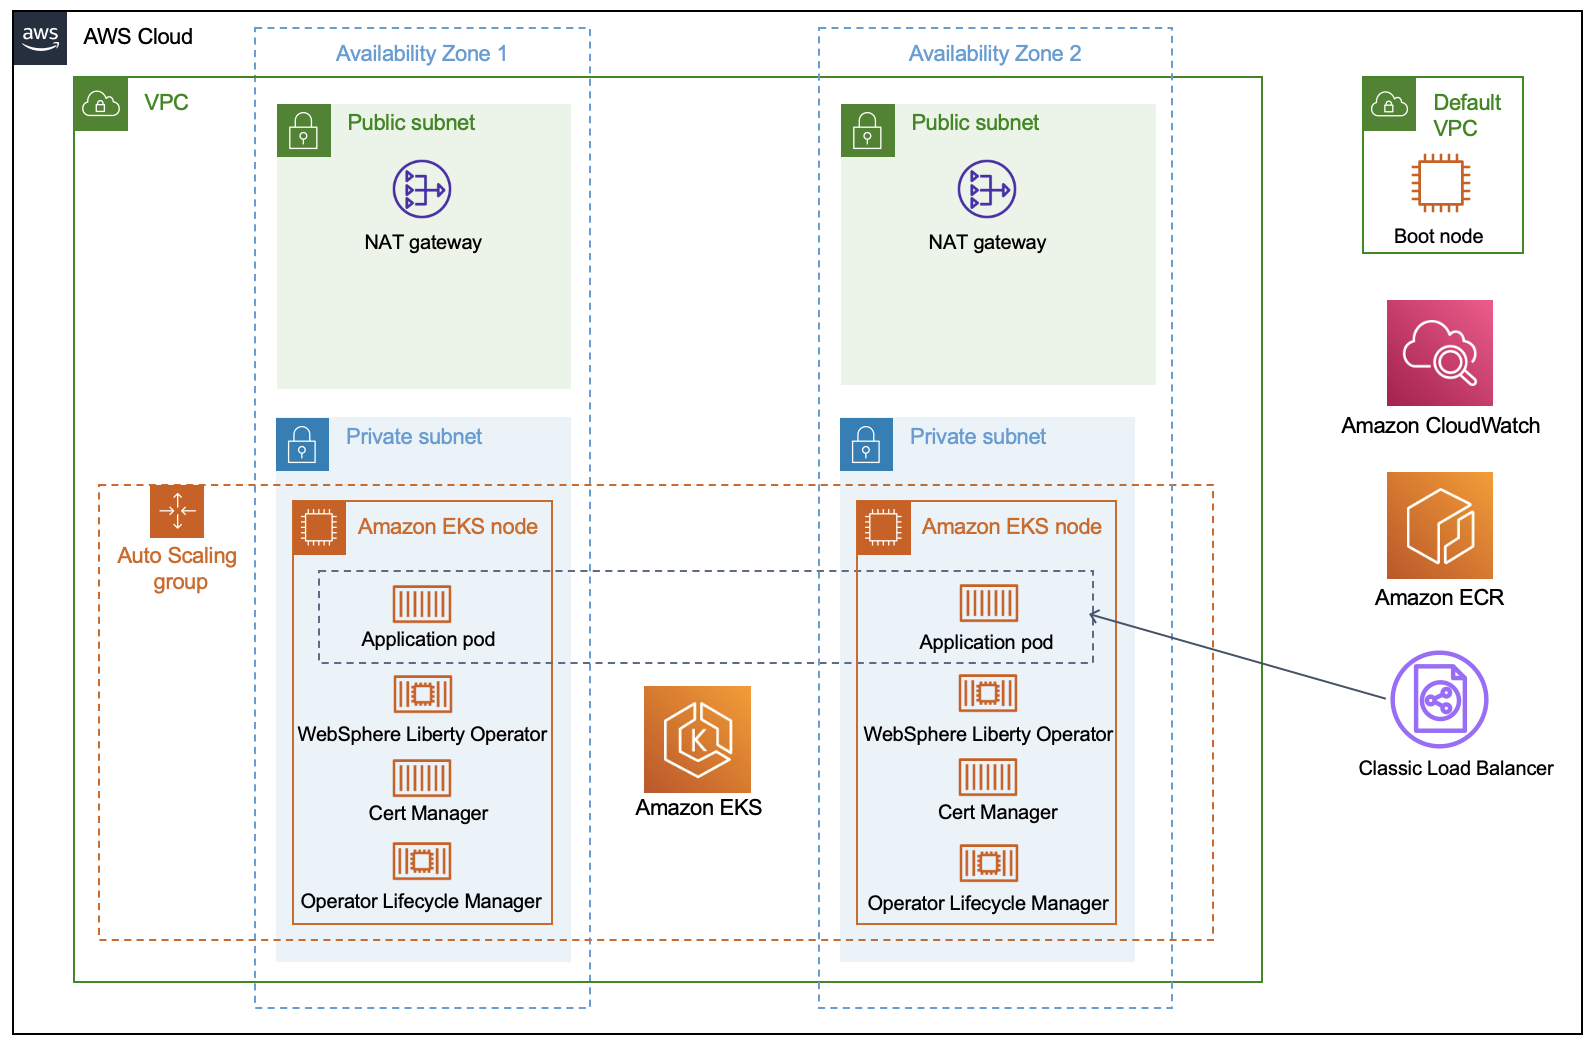 aws
AWS Cloud
Availability Zone 1
Availability Zone 2
VPC
Public subnet
NAT gateway
Public subnet
NAT gateway
Default
VPC
Boot node
Amazon CloudWatch
Private subnet
Private subnet
Auto Scaling
group
Amazon EKS node
Application pod
WebSphere Liberty Operator
Cert Manager
Operator Lifecycle Manager
K
Amazon EKS
Amazon EKS node
Application pod
WebSphere Liberty Operator
Cert Manager
Operator Lifecycle Manager
Amazon ECR
Classic Load Balancer